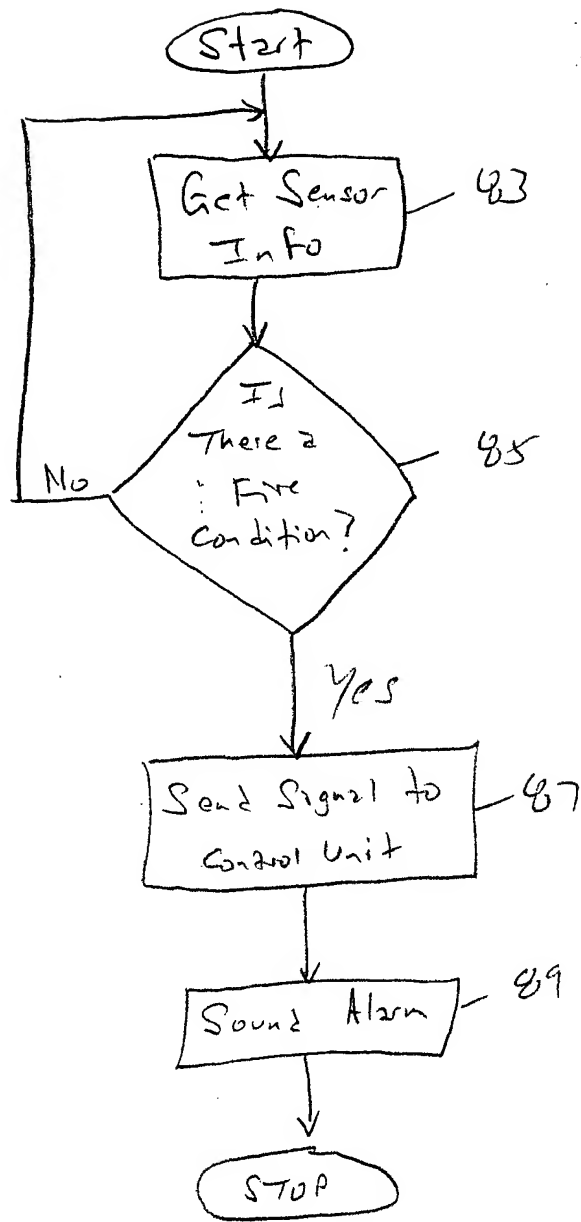 Start
Get Sensor
Info
83
Is
There a
Fire
Condition?
85
No
Yes
Send Signal to
Control Unit
87
Sound Alarm
89
STOP